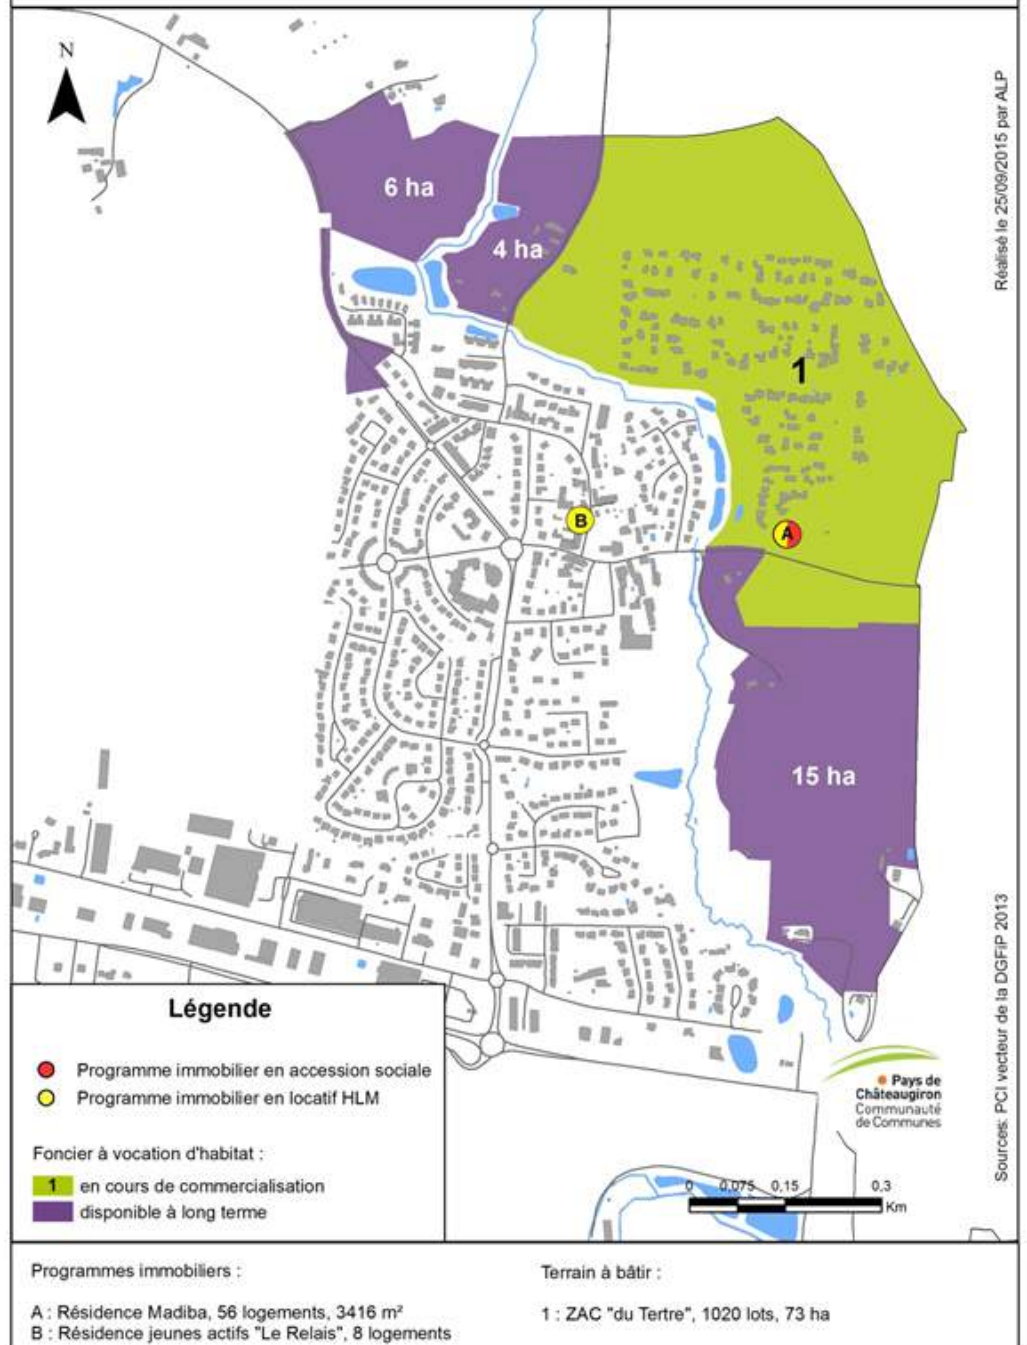 N
Réalisé le 25/09/2015 par ALP
6 ha
4 ha
1
B
A
15 ha
Sources: PCI vecteur de la DGFiP 2013
Légende
Programme immobilier en accession sociale
Programme immobilier en locatif HLM
Foncier à vocation d'habitat :
1 en cours de commercialisation
disponible à long terme
Pays de
Châteaugiron
Communauté
de Communes
0 0,075 0,15 0,3
Km
Programmes immobiliers :
A : Résidence Madiba, 56 logements, 3416 m²
B : Résidence jeunes actifs "Le Relais", 8 logements
Terrain à bâtir :
1 : ZAC "du Tertre", 1020 lots, 73 ha